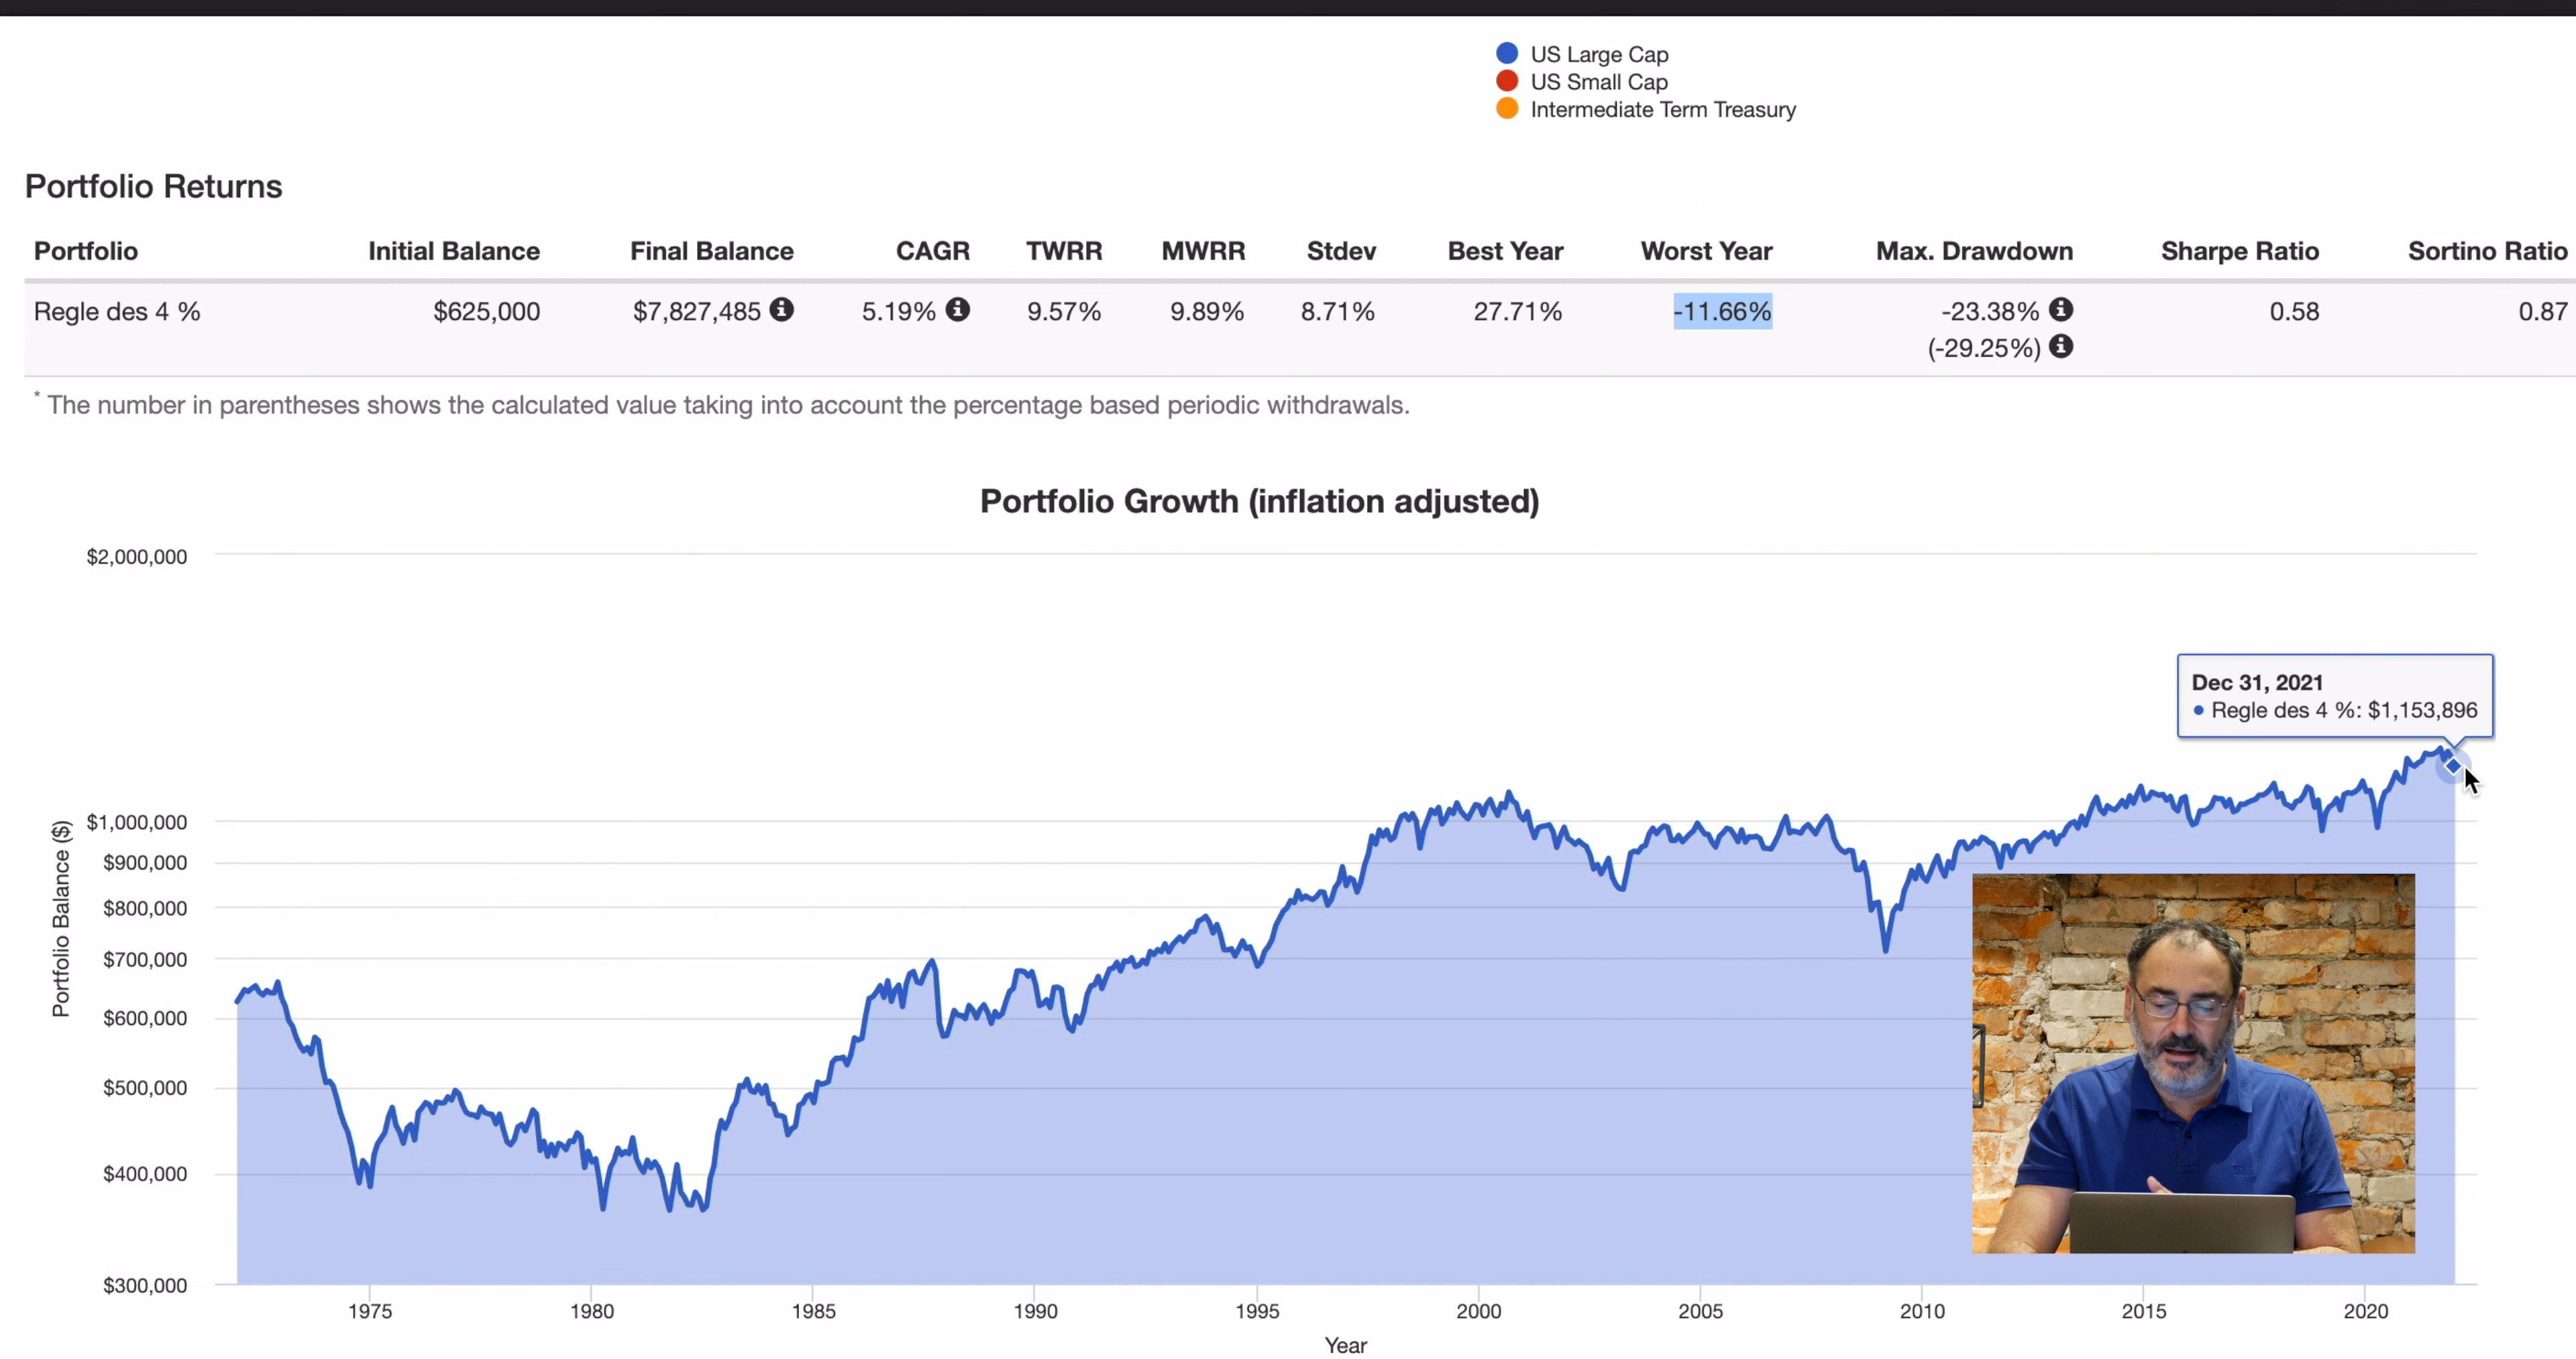 US Large Cap
US Small Cap
Intermediate Term Treasury
Portfolio Returns
Portfolio Initial Balance Final Balance CAGR TWRR MWRR Stdev Best Year Worst Year Max. Drawdown Sharpe Ratio Sortino Ratio
Regle des 4 % $625,000 $7,827,485 5.19% 9.57% 9.89% 8.71% 27.71% -11.66% -23.38% 0.58 0.87
(-29.25%)
* The number in parentheses shows the calculated value taking into account the percentage based periodic withdrawals.
Portfolio Growth (inflation adjusted)
$2,000,000
Dec 31, 2021
Regle des 4 %: $1,153,896
Portfolio Balance ($)
$1,000,000
$900,000
$800,000
$700,000
$600,000
$500,000
$400,000
$300,000
1975 1980 1985 1990 1995 2000 2005 2010 2015 2020
Year